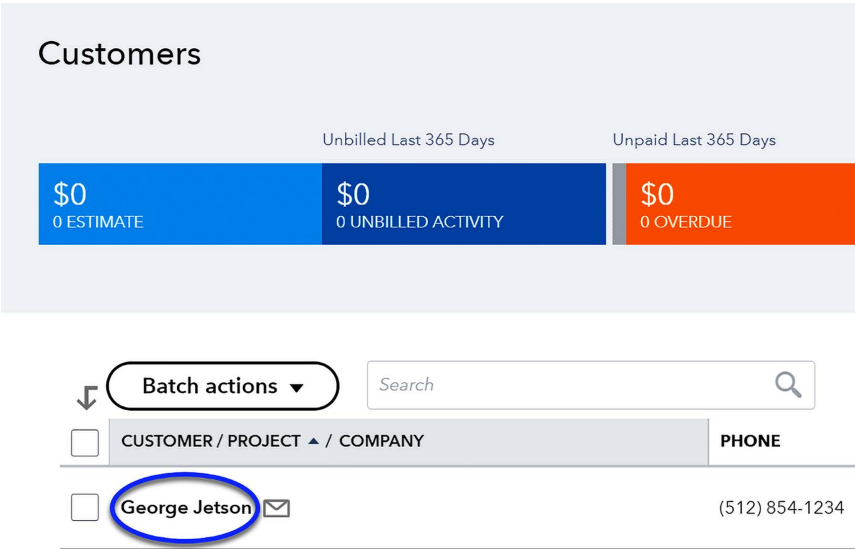 Customers
Unbilled Last 365 Days
Unpaid Last 365 Days
$0
0 ESTIMATE
$0
0 UNBILLED ACTIVITY
$0
0 OVERDUE
Batch actions
Search
CUSTOMER / PROJECT / COMPANY
PHONE
George Jetson
(512) 854-1234